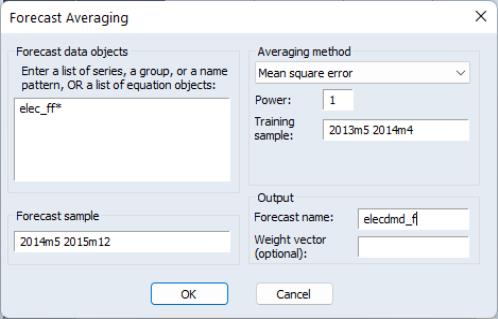 Forecast Averaging
Forecast data objects
Enter a list of series, a group, or a name
pattern, OR a list of equation objects:
elec_ff*
Forecast sample
2014m5 2015m12
Averaging method
Mean square error
Power: 1
Training
sample: 2013m5 2014m4
Output
Forecast name: elecdmd_f
Weight vector
(optional):
OK
Cancel